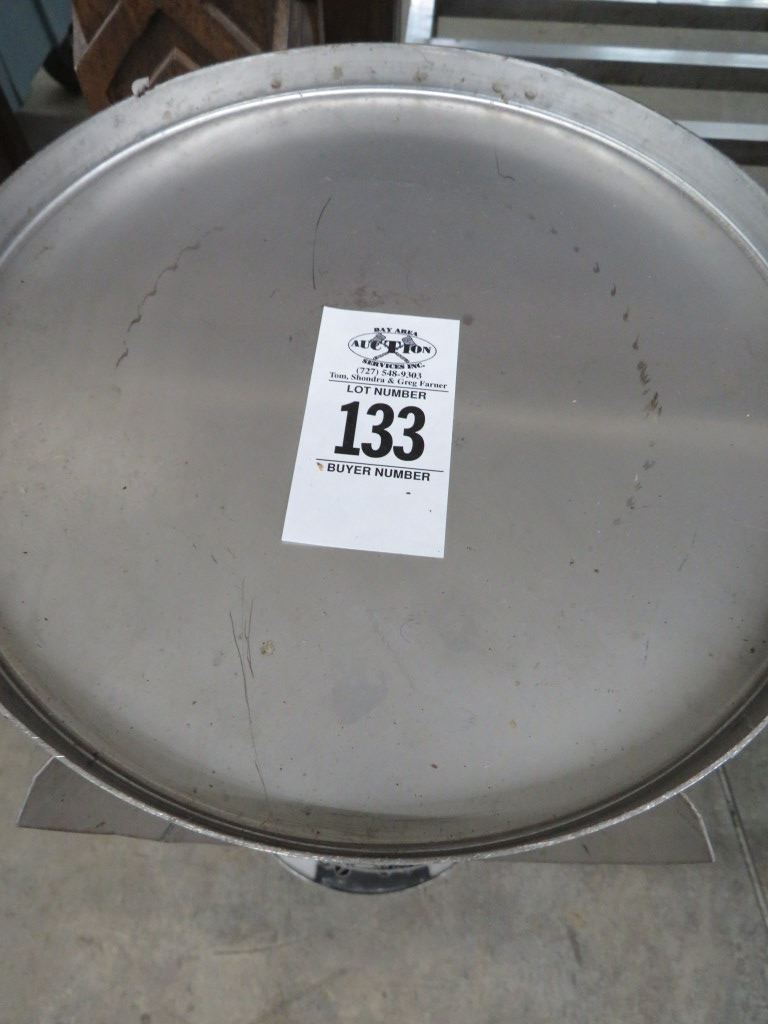 BAY AREA
AUCTION
SERVICES INC.
(727) 548-9303
Tom, Shondra & Greg Farner
LOT NUMBER
133
BUYER NUMBER